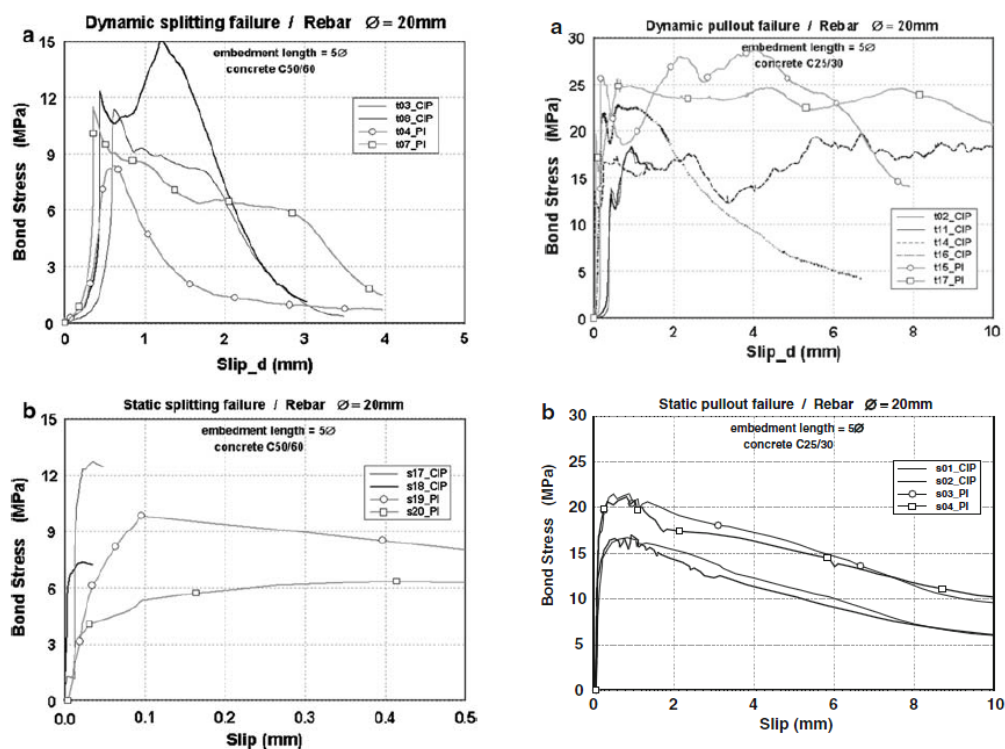 a
Dynamic splitting failure / Rebar Ø = 20mm
15
12
9
6
3
0
Bond Stress (MPa)
embedment length = 5Ø
concrete C50/60
t03_CIP
t00_CIP
t04_PI
t07_PI
0 1 2 3 4 5
Slip_d (mm)
a
Dynamic pullout failure / Rebar Ø = 20mm
30
25
20
15
10
5
0
Bond Stress (MPa)
embedment length = 5Ø
concrete C25/30
t02_CIP
t11_CIP
t14_CIP
t16_CIP
t15_PI
t17_PI
0 2 4 6 8 10
Slip_d (mm)
b
Static splitting failure / Rebar Ø = 20mm
15
12
9
6
3
0
Bond Stress (MPa)
embedment length = 5Ø
concrete C50/60
s17_CIP
s18_CIP
s19_PI
s20_PI
0.0 0.1 0.2 0.3 0.4 0.5
Slip (mm)
b
Static pullout failure / Rebar Ø = 20mm
30
25
20
15
10
5
0
Bond Stress (MPa)
embedment length = 5Ø
concrete C25/30
s01_CIP
s02_CIP
s03_PI
s04_PI
0 2 4 6 8 10
Slip (mm)